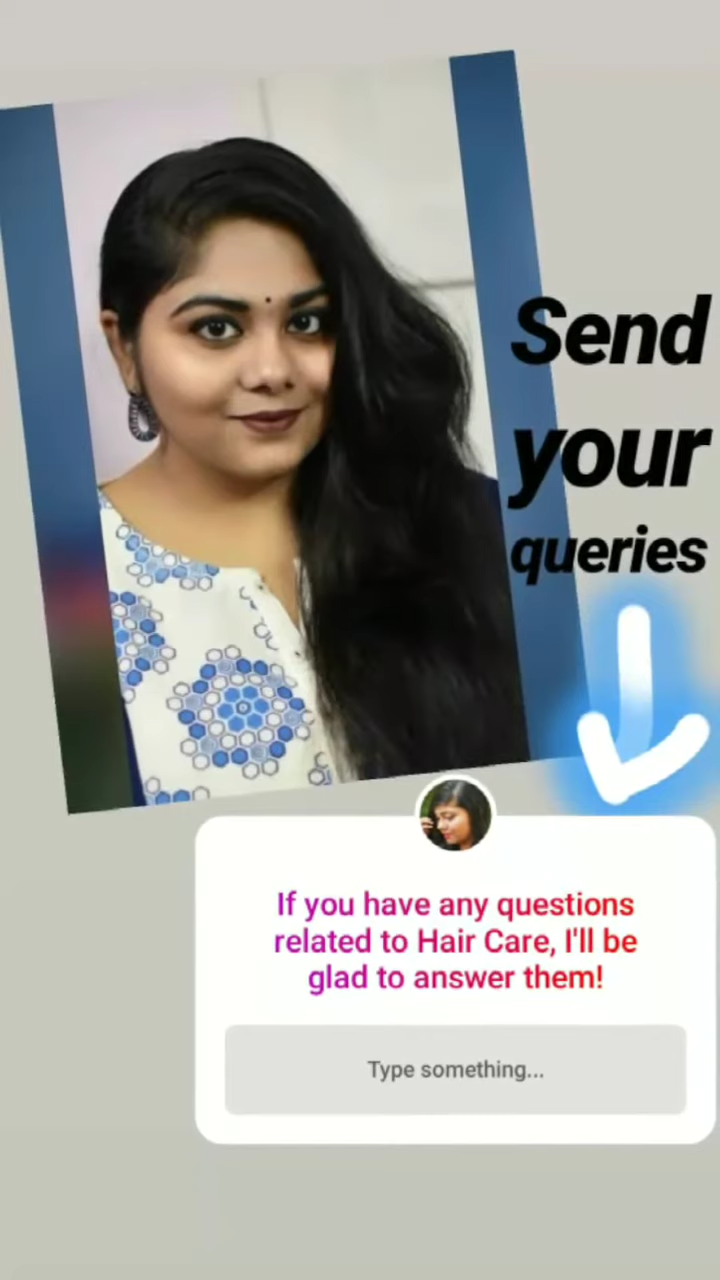 Send
your
queries
If you have any questions
related to Hair Care, I'll be
glad to answer them!
Type something...